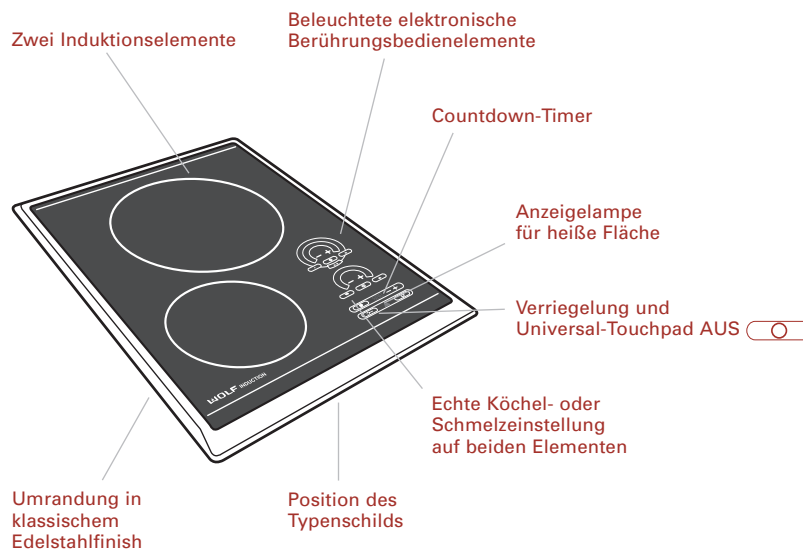 Beleuchtete elektronische
Berührungsbedienelemente
Zwei Induktionselemente
Countdown-Timer
Anzeigelampe
für heiße Fläche
Verriegelung und
Universal-Touchpad AUS
Echte Köchel- oder
Schmelzeinstellung
auf beiden Elementen
WOLF INDUCTION
Umrandung in
klassischem
Edelstahlfinish
Position des
Typenschilds